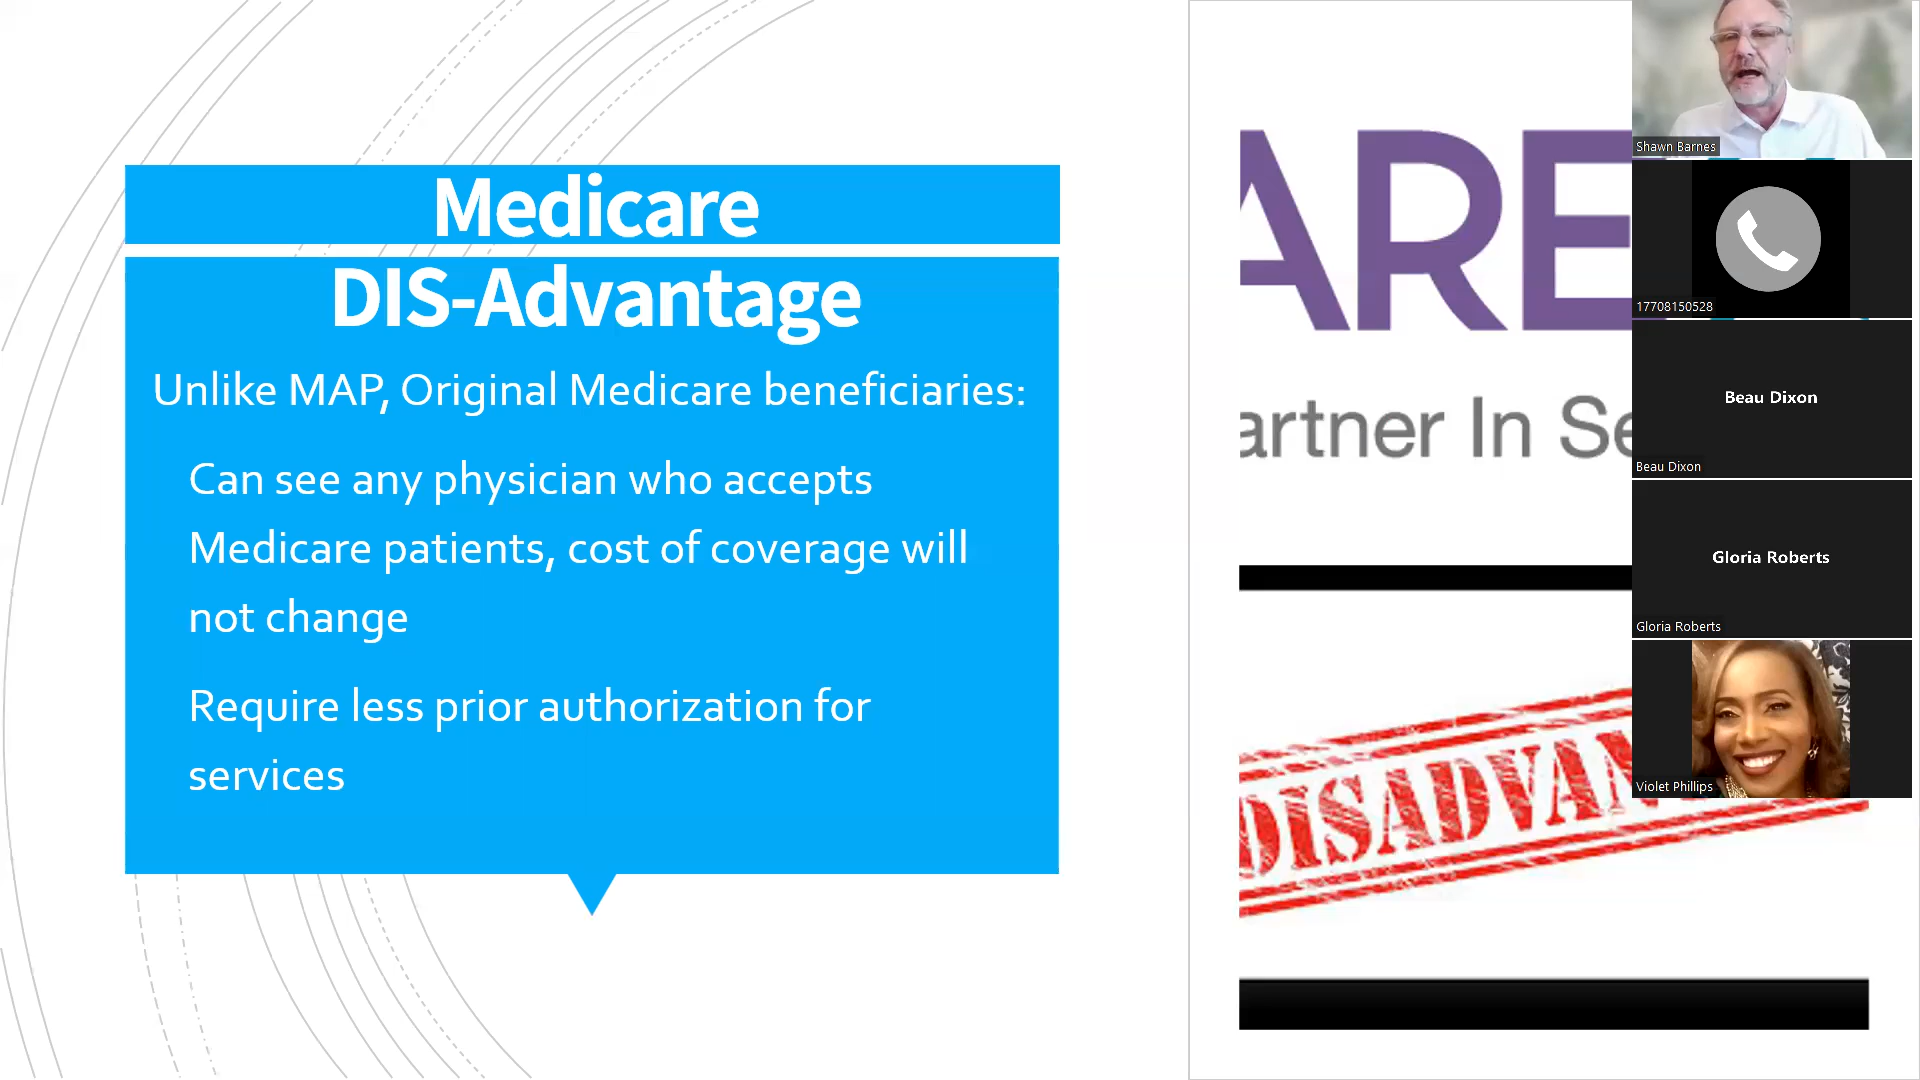 Medicare
DIS-Advantage
Unlike MAP, Original Medicare beneficiaries:
Can see any physician who accepts
Medicare patients, cost of coverage will
not change
Require less prior authorization for
services
ARE
artner In Se
DISADVAN
Shawn Barnes
17708150528
Beau Dixon
Beau Dixon
Gloria Roberts
Gloria Roberts
Violet Phillips